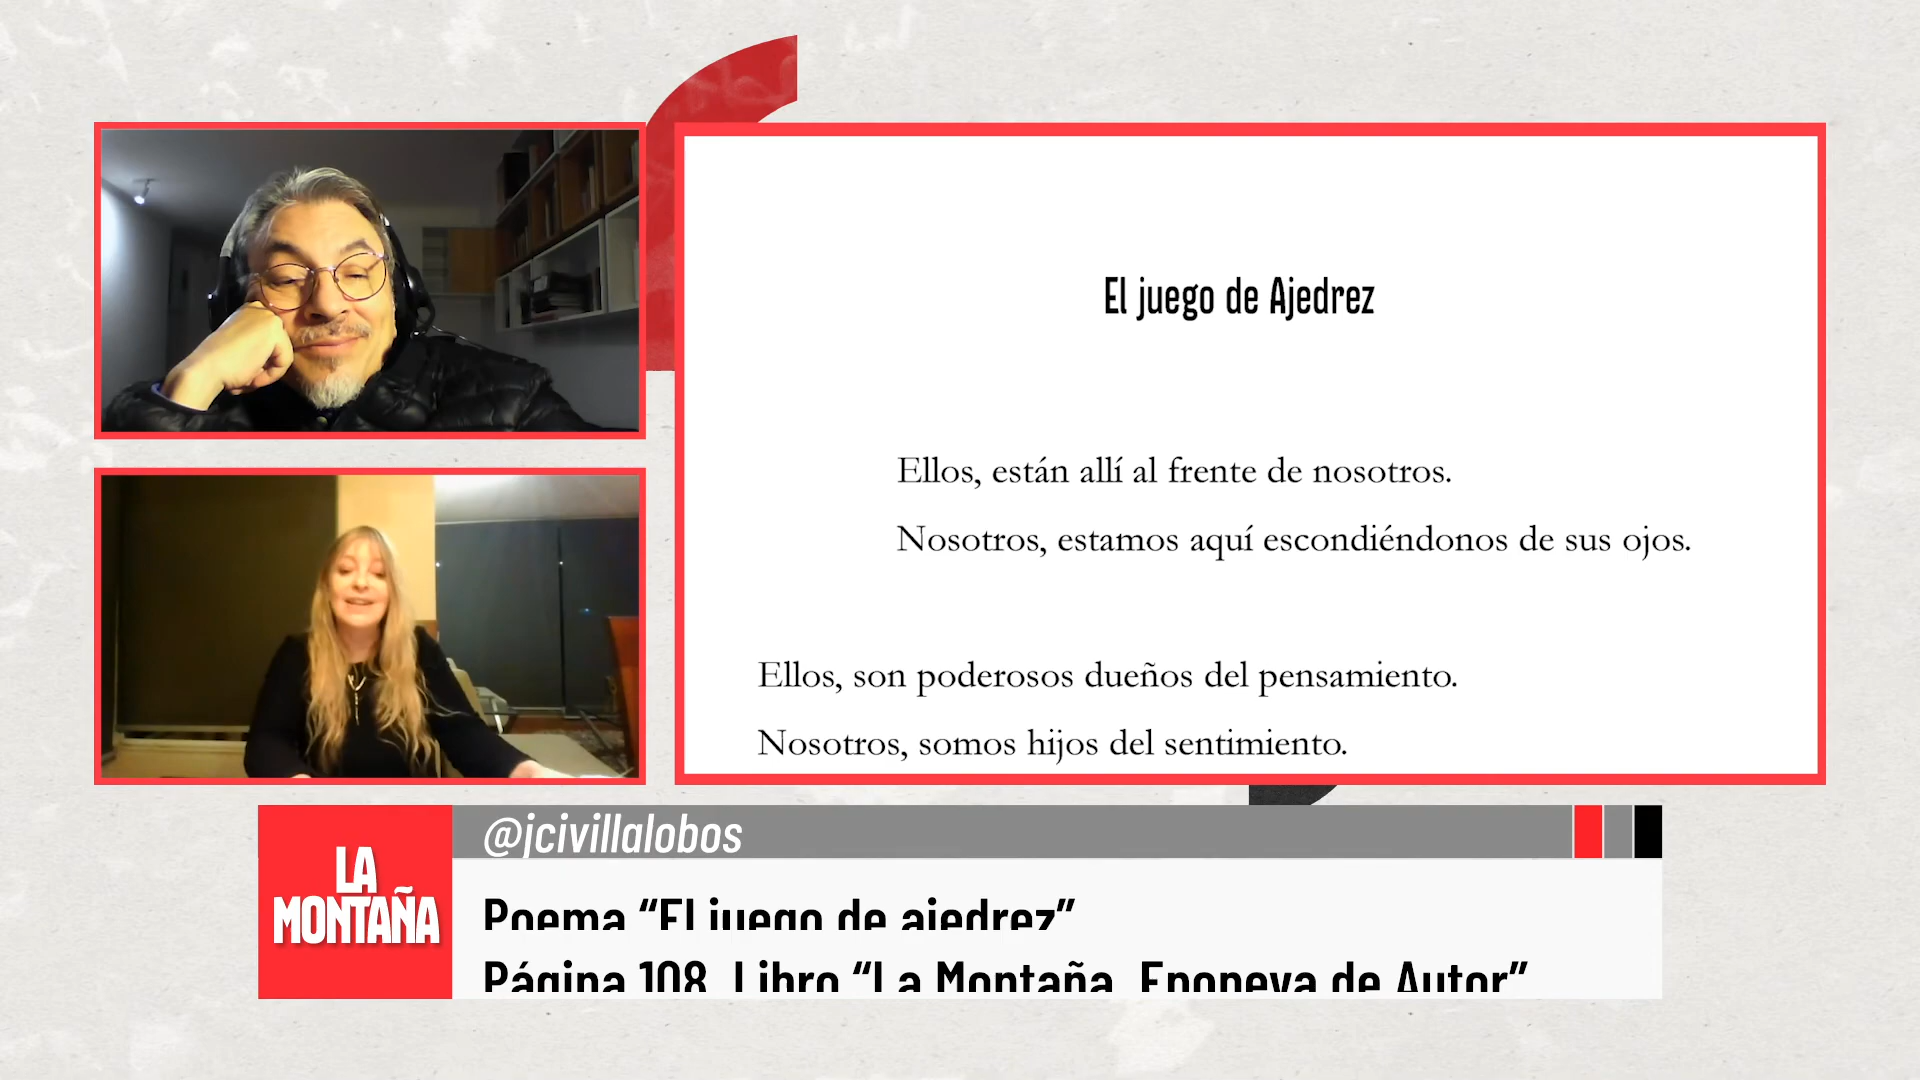 El juego de Ajedrez
Ellos, están allí al frente de nosotros.
Nosotros, estamos aquí escondiéndonos de sus ojos.
Ellos, son poderosos dueños del pensamiento.
Nosotros, somos hijos del sentimiento.
@jcivillalobos
LA
MONTAÑA
Poema “El juego de ajedrez”
Página 108. Libro “La Montaña. Epopeya de Autor”